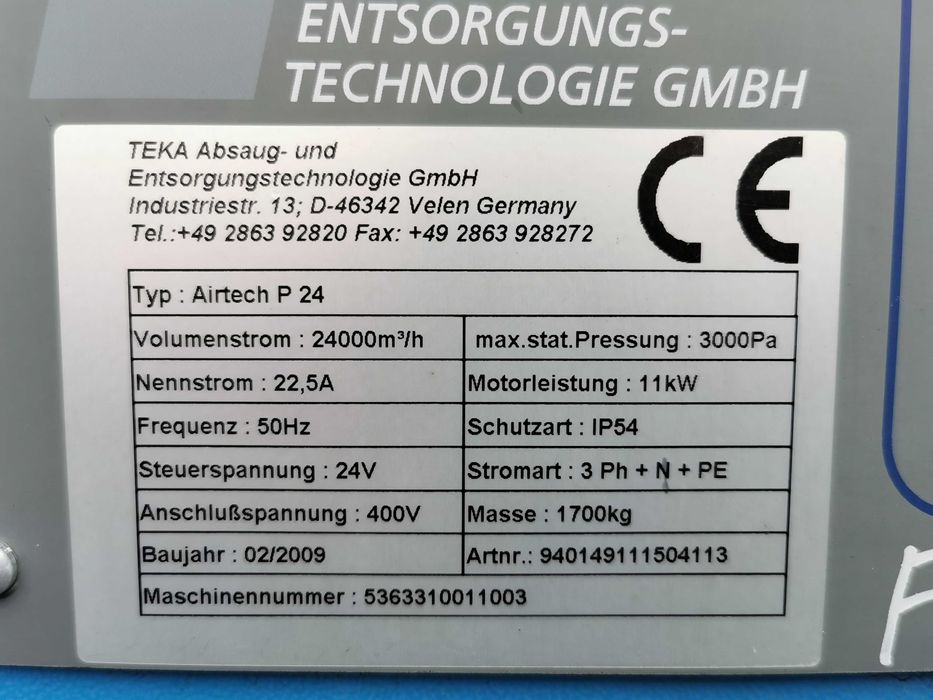 ENTSORGUNGS-
TECHNOLOGIE GMBH
TEKA Absaug- und
Entsorgungstechnologie GmbH
Industriestr. 13; D-46342 Velen Germany
Tel.:+49 2863 92820 Fax: +49 2863 928272
CE
Typ : Airtech P 24
Volumenstrom : 24000m³/h max.stat.Pressung : 3000Pa
Nennstrom : 22,5A Motorleistung : 11kW
Frequenz : 50Hz Schutzart : IP54
Steuerspannung : 24V Stromart : 3 Ph + N + PE
Anschlußspannung : 400V Masse : 1700kg
Baujahr : 02/2009 Artnr.: 940149111504113
Maschinennummer : 5363310011003